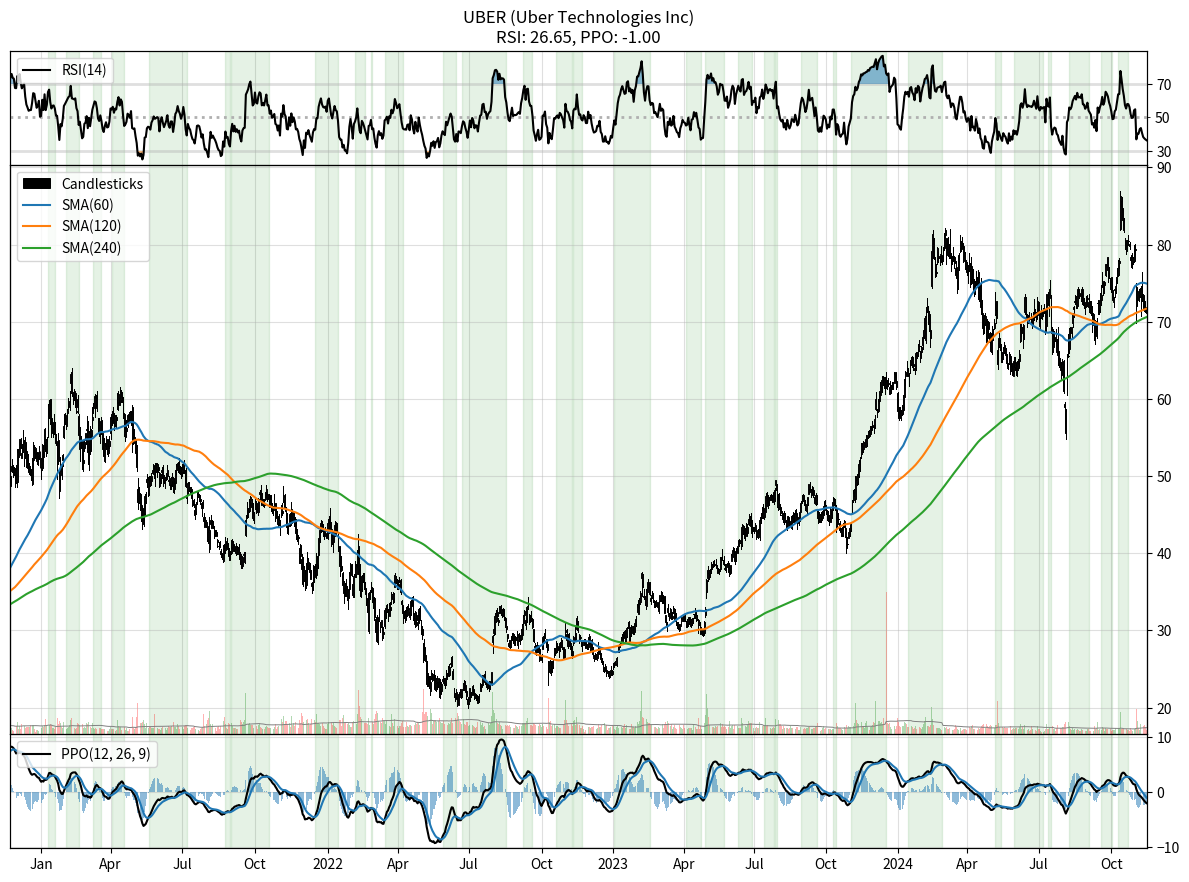 UBER (Uber Technologies Inc)
RSI: 26.65, PPO: -1.00
RSI(14)
70
50
30
Candlesticks
SMA(60)
SMA(120)
SMA(240)
90
80
70
60
50
40
30
20
PPO(12, 26, 9)
10
0
−10
Jan Apr Jul Oct 2022 Apr Jul Oct 2023 Apr Jul Oct 2024 Apr Jul Oct